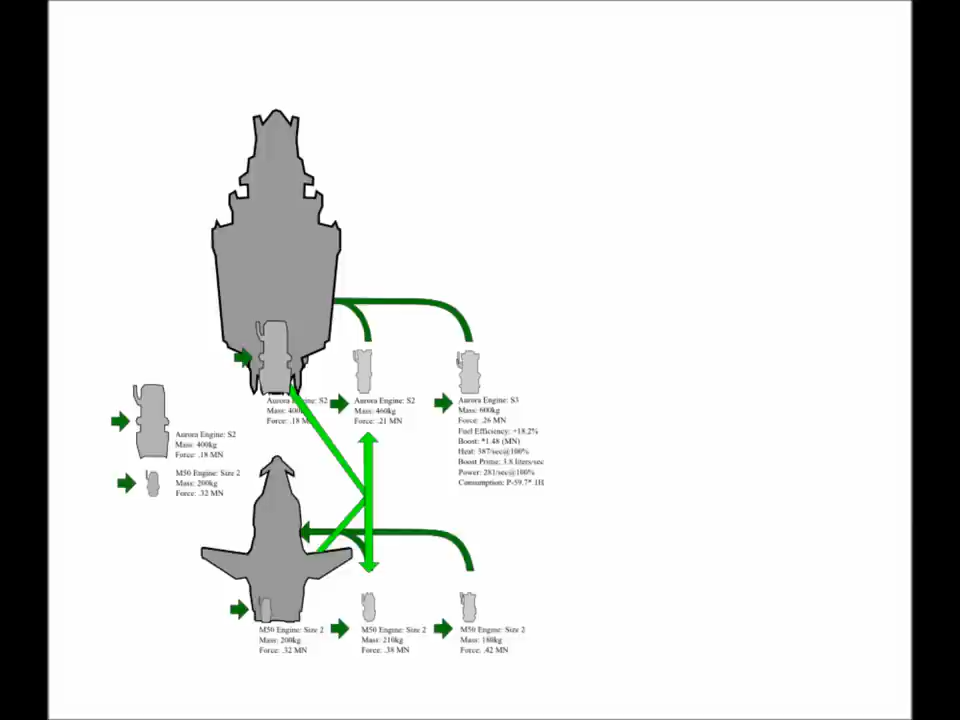 Aurora Engine: S2
Mass: 400kg
Force: .18 MN
M50 Engine: Size 2
Mass: 200kg
Force: .32 MN
Aurora Engine: S2
Mass: 400kg
Force: .18 MN
Aurora Engine: S2
Mass: 460kg
Force: .21 MN
Aurora Engine: S3
Mass: 600kg
Force: .26 MN
Fuel Efficiency: +18.2%
Boost: *1.48 (MN)
Heat: 387/sec@100%
Boost Prime: 3.8 liters/sec
Power: 281/sec@100%
Consumption: P-59.7*.1H
M50 Engine: Size 2
Mass: 200kg
Force: .32 MN
M50 Engine: Size 2
Mass: 210kg
Force: .38 MN
M50 Engine: Size 2
Mass: 180kg
Force: .42 MN